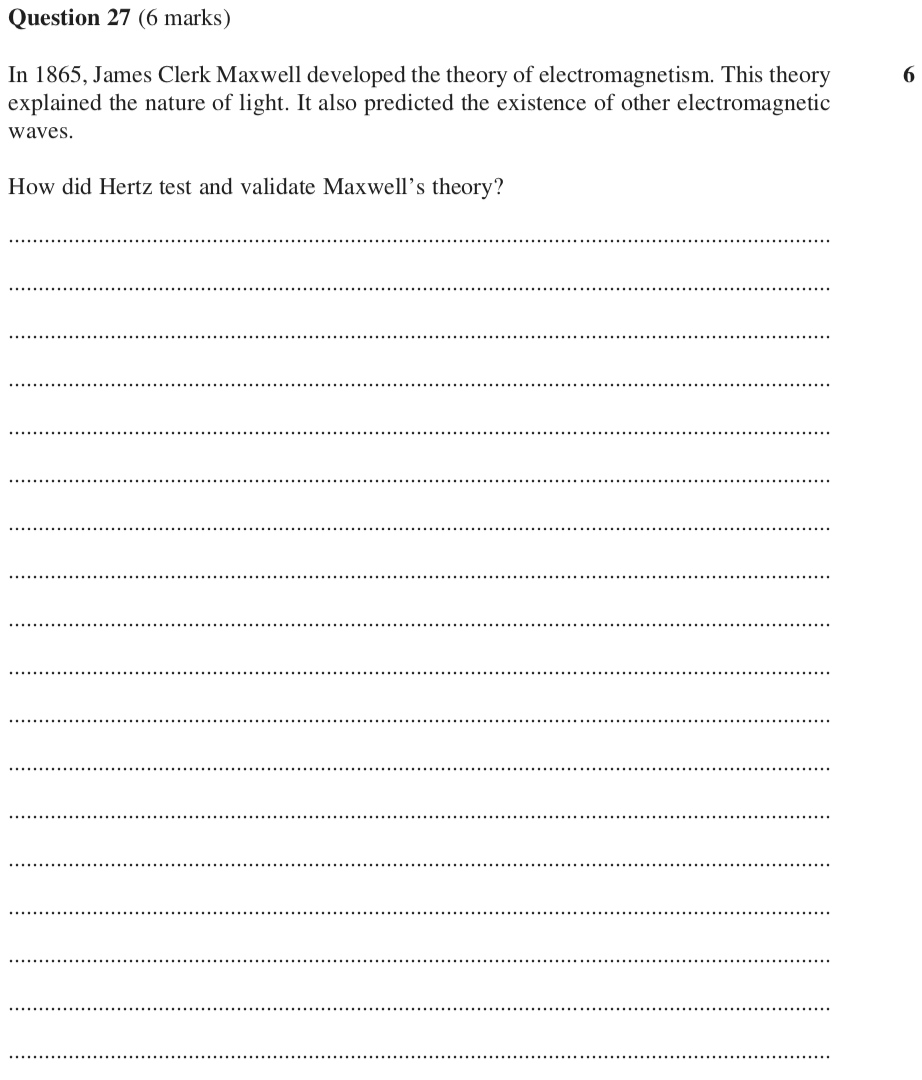 Question 27 (6 marks)
In 1865, James Clerk Maxwell developed the theory of electromagnetism. This theory 6
explained the nature of light. It also predicted the existence of other electromagnetic
waves.
How did Hertz test and validate Maxwell’s theory?